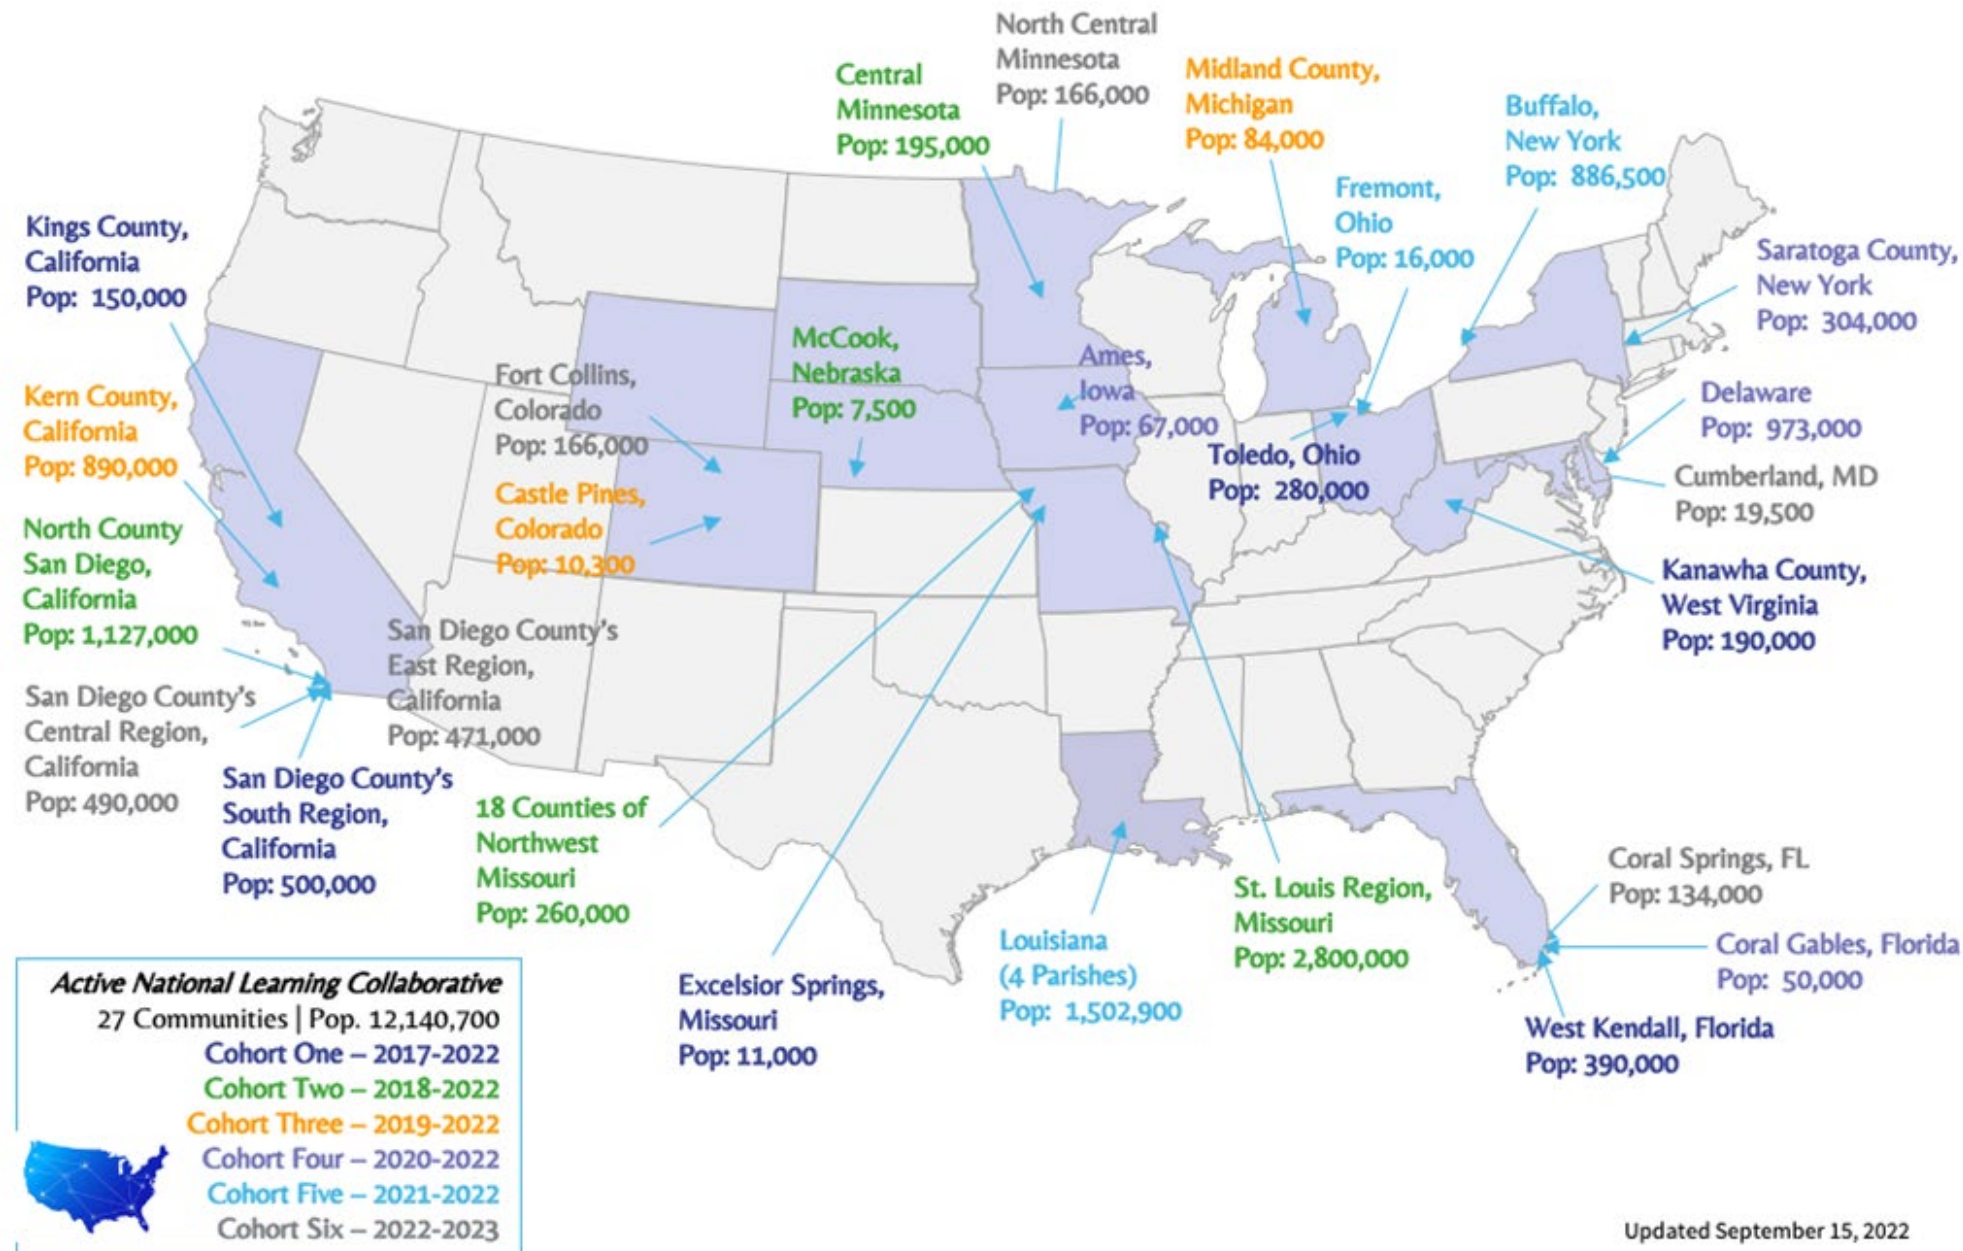 North Central
Minnesota
Pop: 166,000
Central
Minnesota
Pop: 195,000
Midland County,
Michigan
Pop: 84,000
Buffalo,
New York
Pop: 886,500
Fremont,
Ohio
Pop: 16,000
Kings County,
California
Pop: 150,000
Saratoga County,
New York
Pop: 304,000
McCook,
Nebraska
Pop: 7,500
Ames,
Iowa
Pop: 67,000
Fort Collins,
Colorado
Pop: 166,000
Kern County,
California
Pop: 890,000
Delaware
Pop: 973,000
Toledo, Ohio
Pop: 280,000
Cumberland, MD
Pop: 19,500
Castle Pines,
Colorado
Pop: 10,300
North County
San Diego,
California
Pop: 1,127,000
Kanawha County,
West Virginia
Pop: 190,000
San Diego County's
East Region,
California
Pop: 471,000
San Diego County's
Central Region,
California
Pop: 490,000
San Diego County's
South Region,
California
Pop: 500,000
18 Counties of
Northwest
Missouri
Pop: 260,000
Excelsior Springs,
Missouri
Pop: 11,000
Louisiana
(4 Parishes)
Pop: 1,502,900
St. Louis Region,
Missouri
Pop: 2,800,000
Coral Springs, FL
Pop: 134,000
Coral Gables, Florida
Pop: 50,000
West Kendall, Florida
Pop: 390,000
Active National Learning Collaborative
27 Communities | Pop. 12,140,700
Cohort One – 2017-2022
Cohort Two – 2018-2022
Cohort Three – 2019-2022
Cohort Four – 2020-2022
Cohort Five – 2021-2022
Cohort Six – 2022-2023
Updated September 15, 2022